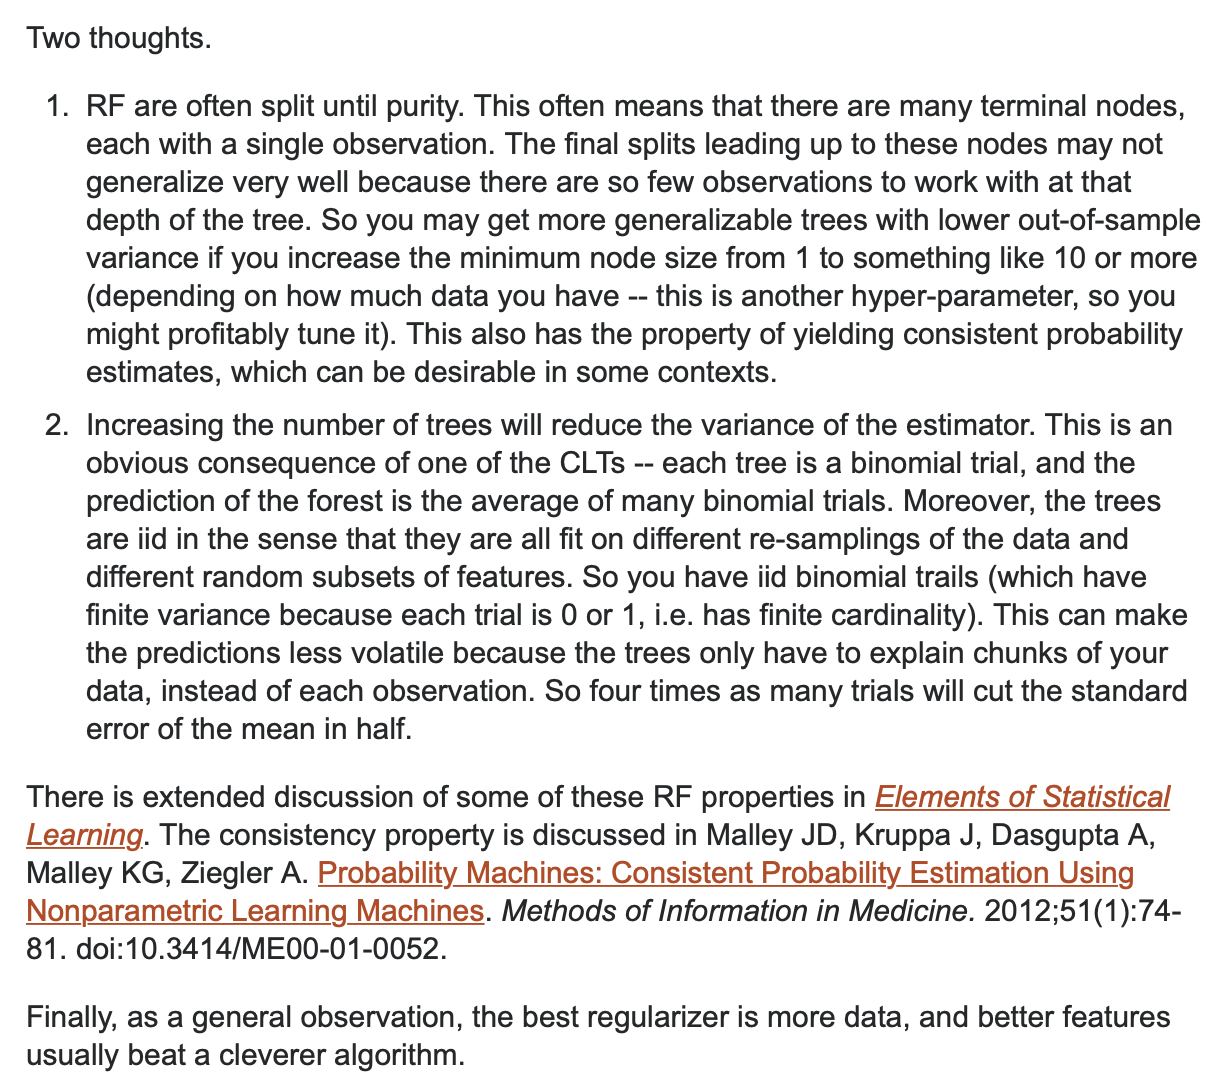 Two thoughts.
1. RF are often split until purity. This often means that there are many terminal nodes,
each with a single observation. The final splits leading up to these nodes may not
generalize very well because there are so few observations to work with at that
depth of the tree. So you may get more generalizable trees with lower out-of-sample
variance if you increase the minimum node size from 1 to something like 10 or more
(depending on how much data you have -- this is another hyper-parameter, so you
might profitably tune it). This also has the property of yielding consistent probability
estimates, which can be desirable in some contexts.
2. Increasing the number of trees will reduce the variance of the estimator. This is an
obvious consequence of one of the CLTs -- each tree is a binomial trial, and the
prediction of the forest is the average of many binomial trials. Moreover, the trees
are iid in the sense that they are all fit on different re-samplings of the data and
different random subsets of features. So you have iid binomial trails (which have
finite variance because each trial is 0 or 1, i.e. has finite cardinality). This can make
the predictions less volatile because the trees only have to explain chunks of your
data, instead of each observation. So four times as many trials will cut the standard
error of the mean in half.
There is extended discussion of some of these RF properties in Elements of Statistical
Learning. The consistency property is discussed in Malley JD, Kruppa J, Dasgupta A,
Malley KG, Ziegler A. Probability Machines: Consistent Probability Estimation Using
Nonparametric Learning Machines. Methods of Information in Medicine. 2012;51(1):74-
81. doi:10.3414/ME00-01-0052.
Finally, as a general observation, the best regularizer is more data, and better features
usually beat a cleverer algorithm.